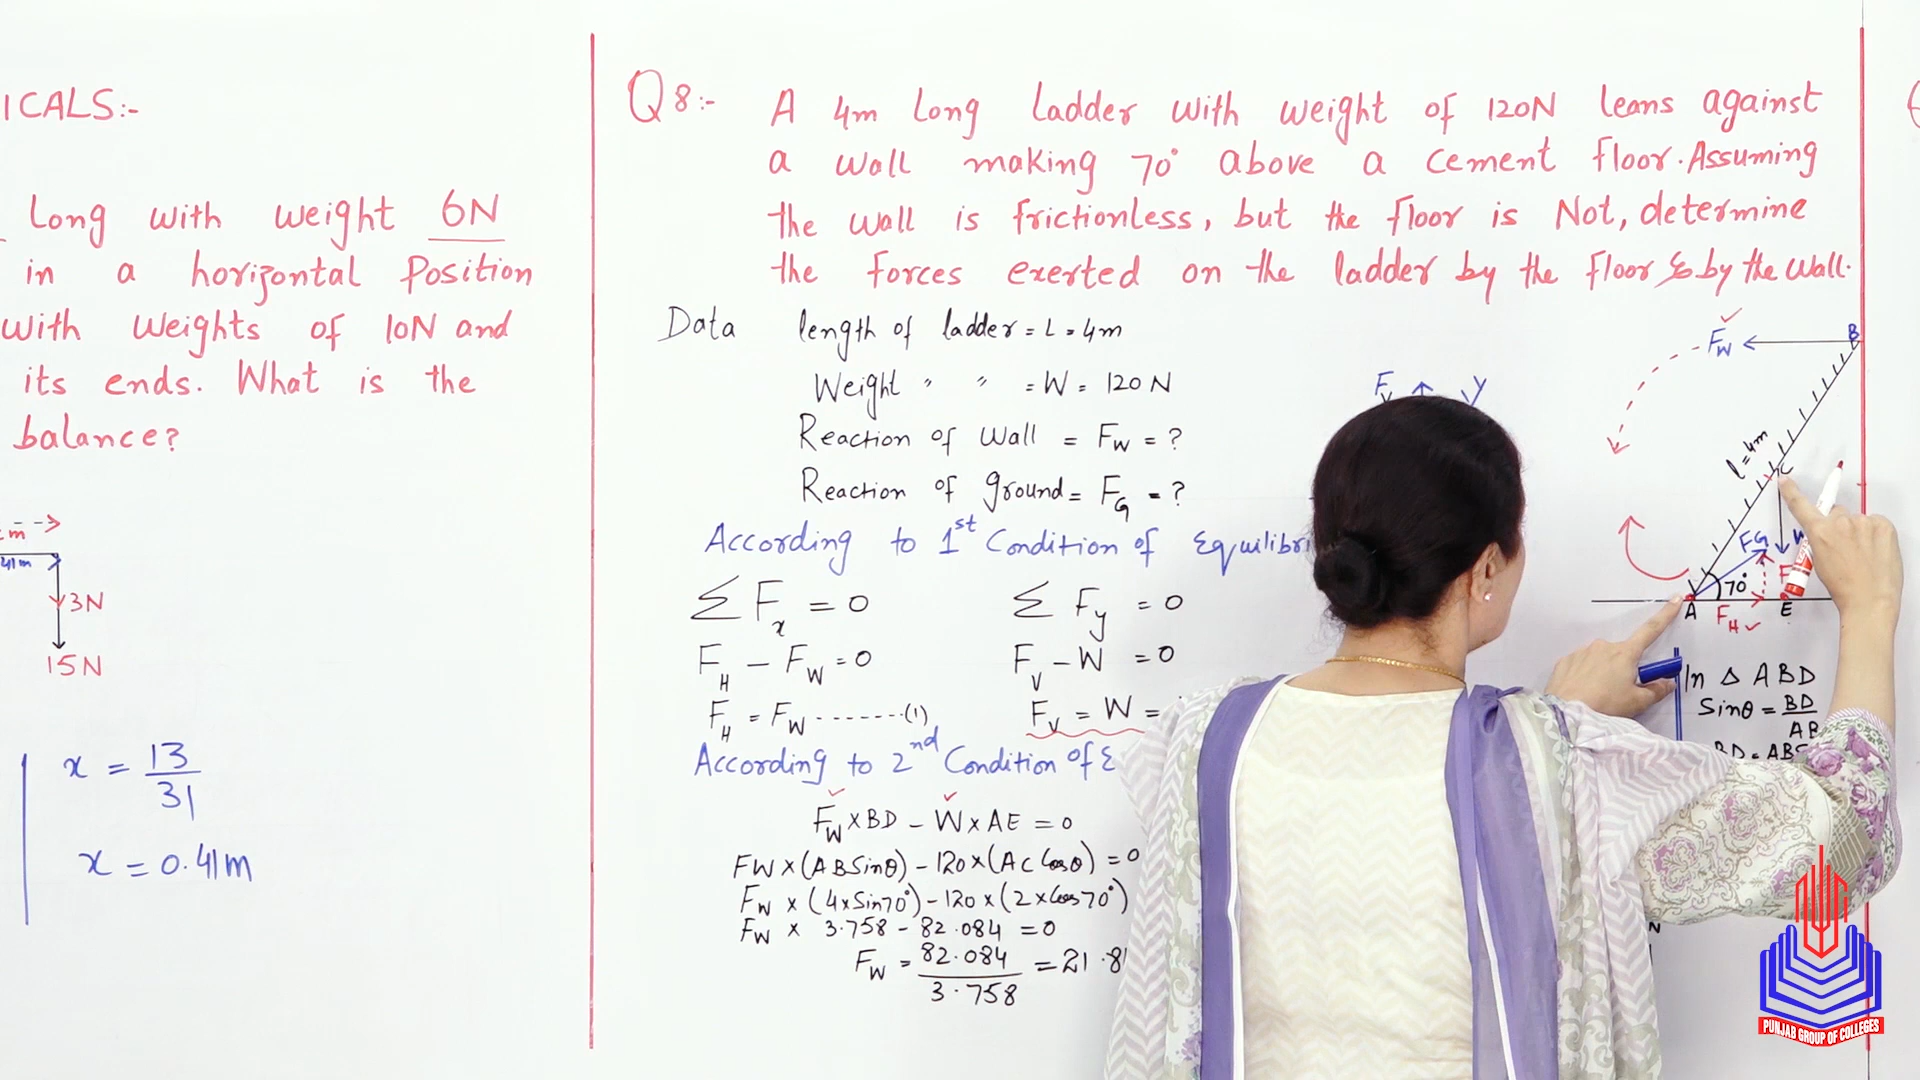 ICALS:-
Long with weight 6N
in a horizontal Position
with weights of 10N and
its ends. What is the
balance?
m
41m
3N
15N
x = 13/31
x = 0.41m
Q8:- A 4m Long Ladder with weight of 120N leans against
a wall making 70° above a cement floor. Assuming
the wall is frictionless, but the floor is Not, determine
the Forces exerted on the ladder by the Floor & by the wall.
Data length of ladder = L = 4m
Weight " " = W = 120 N
Reaction of wall = FW = ?
Reaction of ground = FG = ?
According to 1st Condition of Equilibri
ΣFx = 0 ΣFy = 0
FH - FW = 0 FV - W = 0
FH = FW -------(1) FV = W =
According to 2nd Condition of E
FW × BD - W × AE = 0
FW × (AB Sinθ) - 120 × (AC Cosθ) = 0
FW × (4×Sin70°) - 120 × (2×Cos70°)
FW × 3.758 - 82.084 = 0
FW = 82.084/3.758 = 21.8
FV Y
FW B
l = 4m
C
FG W
F
70°
A FH E
In Δ ABD
Sinθ = BD/AB
BD = ABS
N
PUNJAB GROUP OF COLLEGES